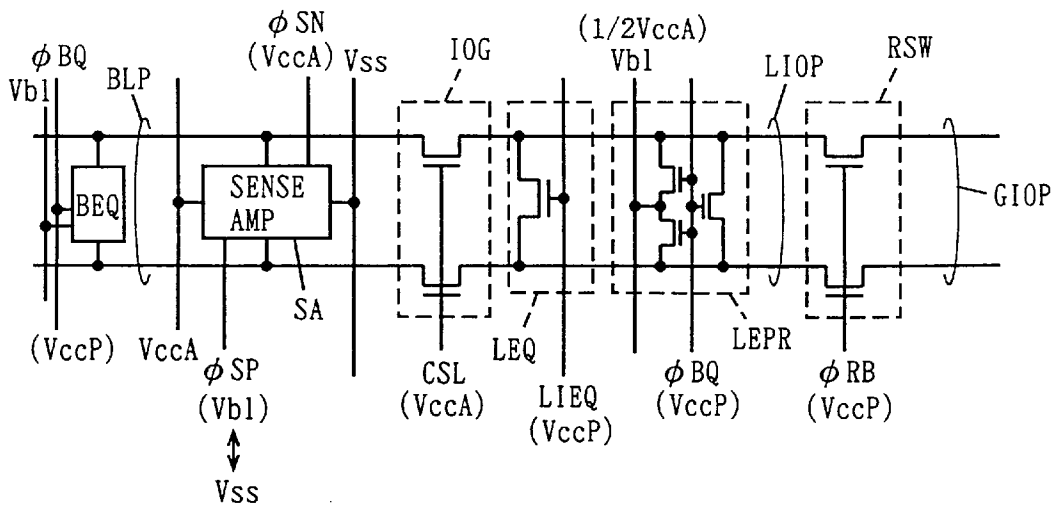 φSN
(VccA)
φBQ
Vbl
BLP
Vss
IOG
(1/2VccA)
Vbl
LIOP
RSW
BEQ
SENSE
AMP
GIOP
SA
LEQ
LEPR
(VccP)
VccA
φSP
(Vbl)
Vss
CSL
(VccA)
LIEQ
(VccP)
φBQ
(VccP)
φRB
(VccP)